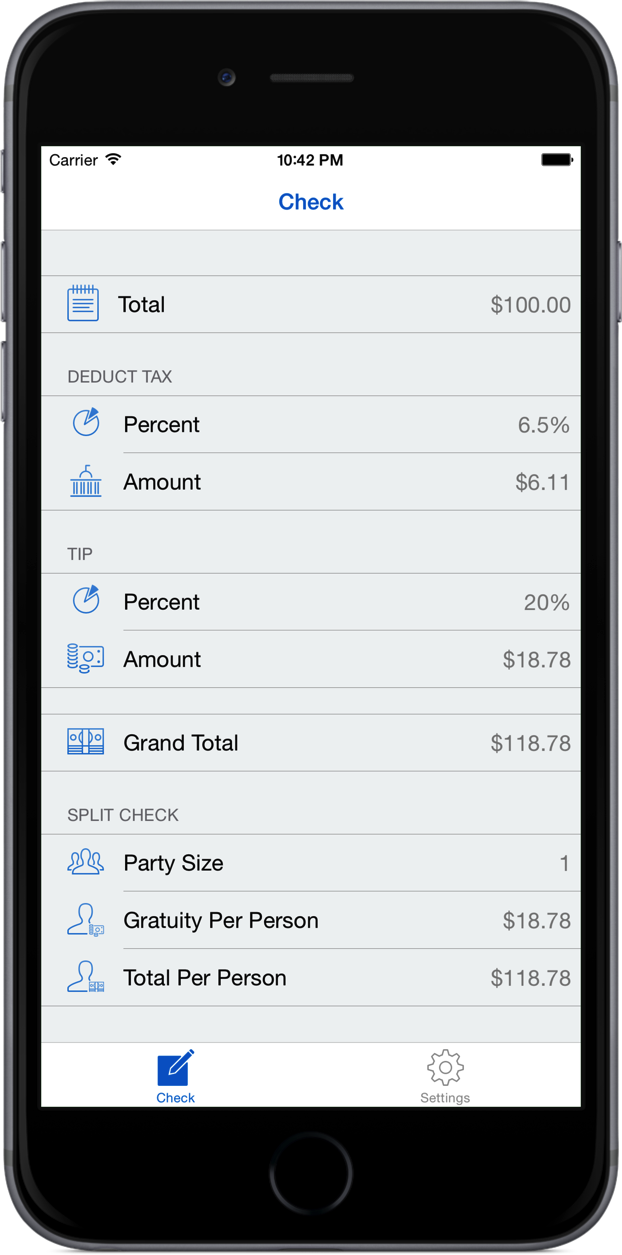 Carrier 10:42 PM
Check
Total $100.00
DEDUCT TAX
Percent 6.5%
Amount $6.11
TIP
Percent 20%
Amount $18.78
Grand Total $118.78
SPLIT CHECK
Party Size 1
Gratuity Per Person $18.78
Total Per Person $118.78
Check Settings